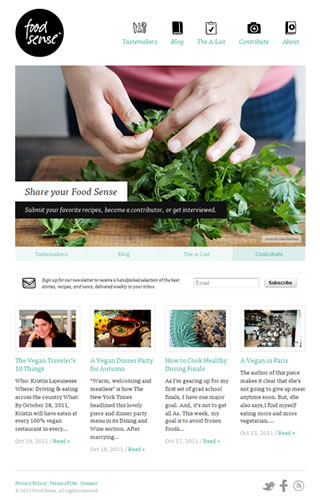 food
sense™
Tastemakers
Blog
The A-List
Contribute
About
Share your Food Sense
Submit your favorite recipes, become a contributor, or get interviewed.
Tastemakers
Blog
The A-List
Contribute
Sign up for our newsletter to receive a handpicked selection of the best
stories, recipes, and news, delivered weekly to your inbox.
Email
Subscribe
The Vegan Traveler's
10 Things
Who: Kristin Lajeunesse
Where: Driving & eating
across the country What:
By October 28, 2011,
Kristin will have eaten at
every 100% vegan
restaurant in every...
Oct 19, 2011 / Read »
A Vegan Dinner Party
for Autumn
“Warm, welcoming and
meatless” is how The
New York Times
headlined this lovely
piece and dinner party
menu in its Dining and
Wine section. After
marrying...
Oct 18, 2011 / Read »
How to Cook Healthy
During Finals
As I'm gearing up for my
first set of grad school
finals, I have one major
goal. And, it's not to get
all As. This week, my
goal is to avoid frozen
foods...
Oct 17, 2011 / Read »
A Vegan in Paris
The author of this piece
makes it clear that she's
not going to give up meat
anytime soon. But, she
also says, I find myself
eating more and more
vegetarian...
Oct 13, 2011 / Read »
Privacy Policy · Terms of Use · Contact
© 2011 Food Sense, all rights reserved.